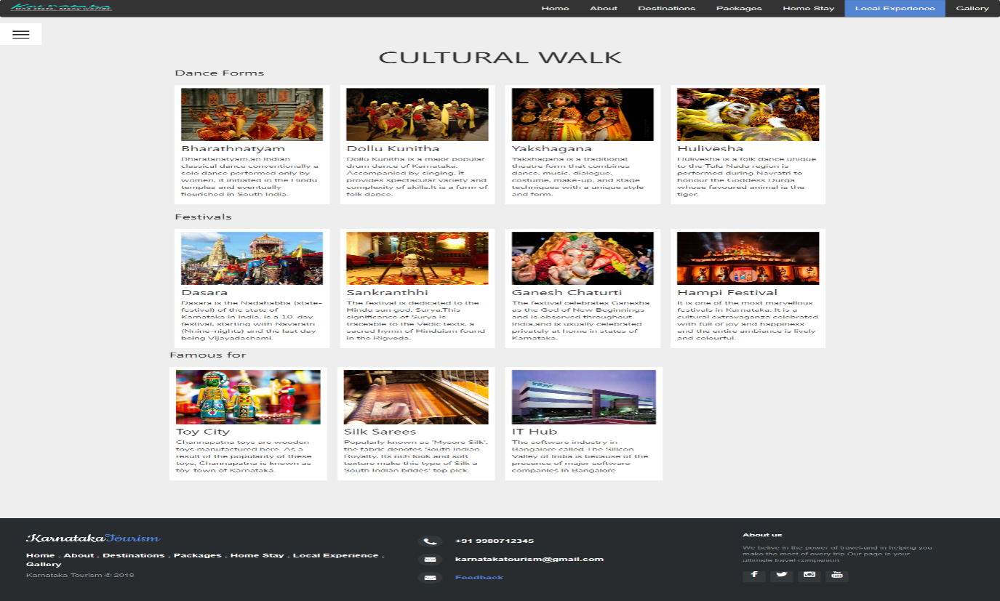 Karnataka
One state. Many worlds.
Home About Destinations Packages Home Stay Local Experience Gallery
CULTURAL WALK
Dance Forms
Bharathnatyam
Bharatanatyam,an Indian
classical dance conventionally a
solo dance performed only by
women, it initiated in the Hindu
temples and eventually
flourished in South India.
Dollu Kunitha
Dollu Kunitha is a major popular
drum dance of Karnataka.
Accompanied by singing, it
provides spectacular variety and
complexity of skills.It is a form of
folk dance.
Yakshagana
Yakshagana is a traditional
theatre form that combines
dance, music, dialogue,
costume, make-up, and stage
techniques with a unique style
and form.
Hulivesha
Hulivesha is a folk dance unique
to the Tulu Nadu region is
performed during Navratri to
honour the Goddess Durga
whose favoured animal is the
tiger.
Festivals
Dasara
Dasara is the Nadahabba (state-
festival) of the state of
Karnataka in India. is a 10-day
festival, starting with Navaratri
(Nnine-nights) and the last day
being Vijayadashami.
Sankranthhi
The festival is dedicated to the
Hindu sun god, Surya.This
significance of Surya is
traceable to the Vedic texts, a
sacred hymn of Hinduism found
in the Rigveda.
Ganesh Chaturti
The festival celebrates Ganesha
as the God of New Beginnings
and is observed throughout
India,and is usually celebrated
privately at home in states of
Karnataka.
Hampi Festival
It is one of the most marvellous
festivals in Karnataka. It is a
cultural extravaganza celebrated
with full of joy and happiness
and the entire ambiance is lively
and colourful.
Famous for
Toy City
Channapatna toys are wooden
toys manufactured here. As a
result of the popularity of these
toys, Channapatna is known as
toy-town of Karnataka.
Silk Sarees
Popularly known as 'Mysore Silk',
the fabric denotes South Indian
Royalty. Its rich look and soft
texture make this type of Silk a
South Indian brides' top pick.
Infosys
IT Hub
The software industry in
Bangalore called The Silicon
Valley of India is because of the
presence of major software
companies in Bangalore
KarnatakaTourism
Home . About . Destinations . Packages . Home Stay . Local Experience .
Gallery
Karnataka Tourism © 2018
+91 9980712345
karnatakatourism@gmail.com
Feedback
About us
We belive in the power of travel-and in helping you
make the most of every trip.Our page is your
ultimate travel companion.
You
Tube